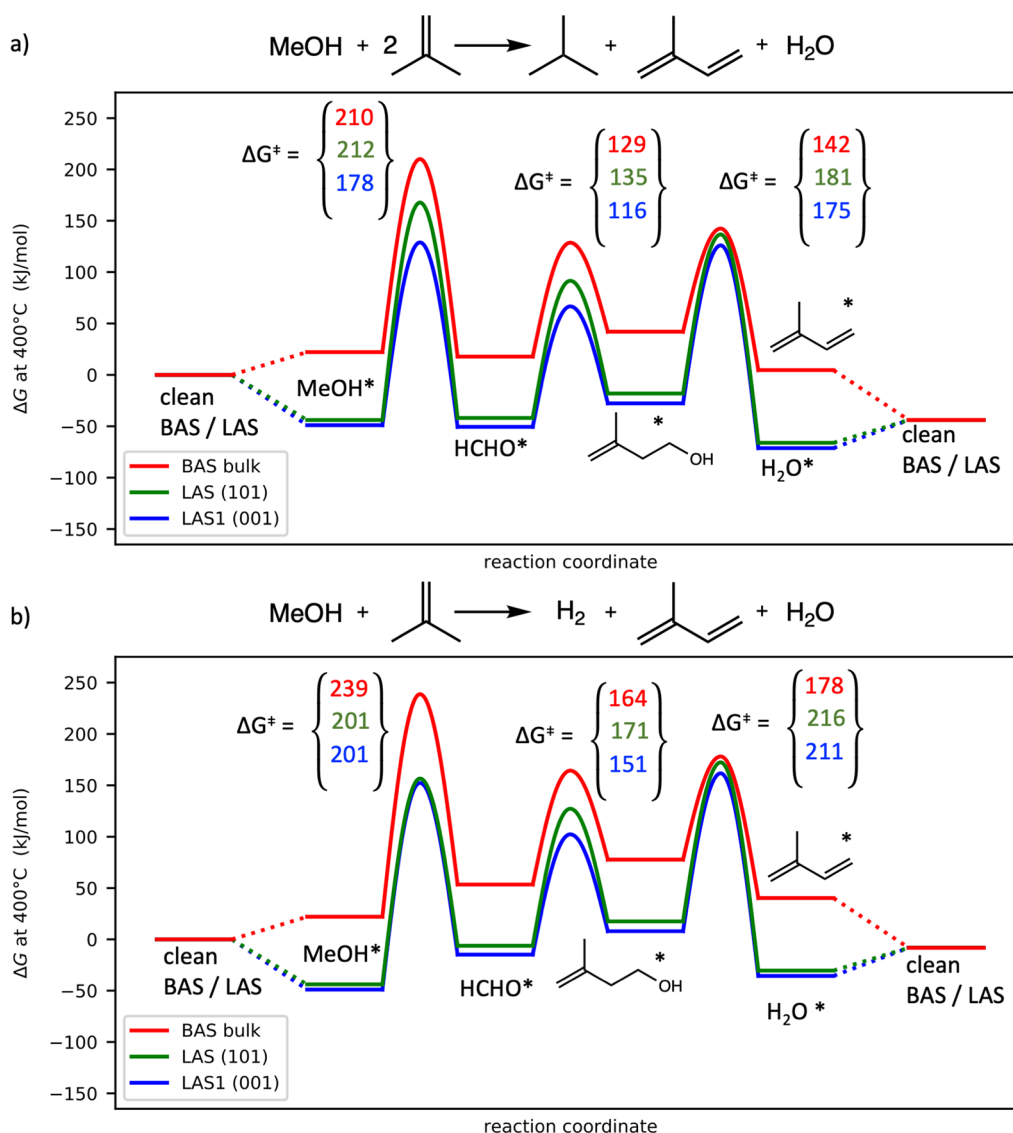 a)
MeOH + 2 + + H₂O
ΔG‡ =
210
212
178
ΔG‡ =
129
135
116
ΔG‡ =
142
181
175
ΔG at 400°C (kJ/mol)
250
200
150
100
50
0
−50
−100
−150
clean
BAS / LAS
MeOH*
HCHO*
*
OH
*
H₂O*
clean
BAS / LAS
BAS bulk
LAS (101)
LAS1 (001)
reaction coordinate
b)
MeOH + H₂ + + H₂O
ΔG‡ =
239
201
201
ΔG‡ =
164
171
151
ΔG‡ =
178
216
211
ΔG at 400°C (kJ/mol)
250
200
150
100
50
0
−50
−100
−150
clean
BAS / LAS
MeOH*
HCHO*
*
OH
*
H₂O *
clean
BAS / LAS
BAS bulk
LAS (101)
LAS1 (001)
reaction coordinate